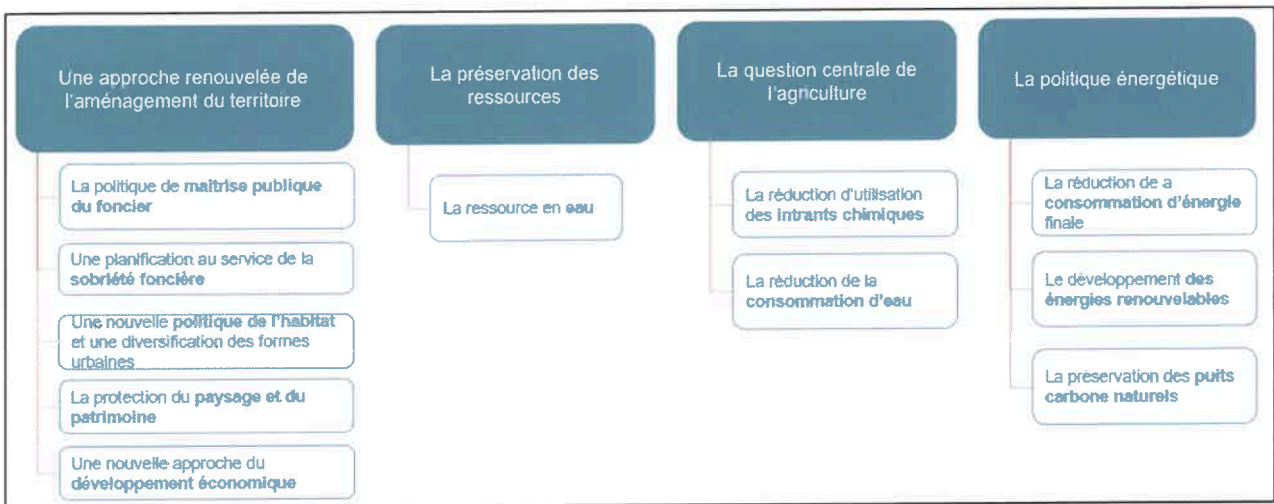 Une approche renouvelée de
l'aménagement du territoire
La politique de maîtrise publique
du foncier
Une planification au service de la
sobriété foncière
Une nouvelle politique de l'habitat
et une diversification des formes
urbaines
La protection du paysage et du
patrimoine
Une nouvelle approche du
développement économique
La préservation des
ressources
La ressource en eau
La question centrale de
l'agriculture
La réduction d'utilisation
des intrants chimiques
La réduction de la
consommation d'eau
La politique énergétique
La réduction de a
consommation d'énergie
finale
Le développement des
énergies renouvelables
La préservation des puits
carbone naturels